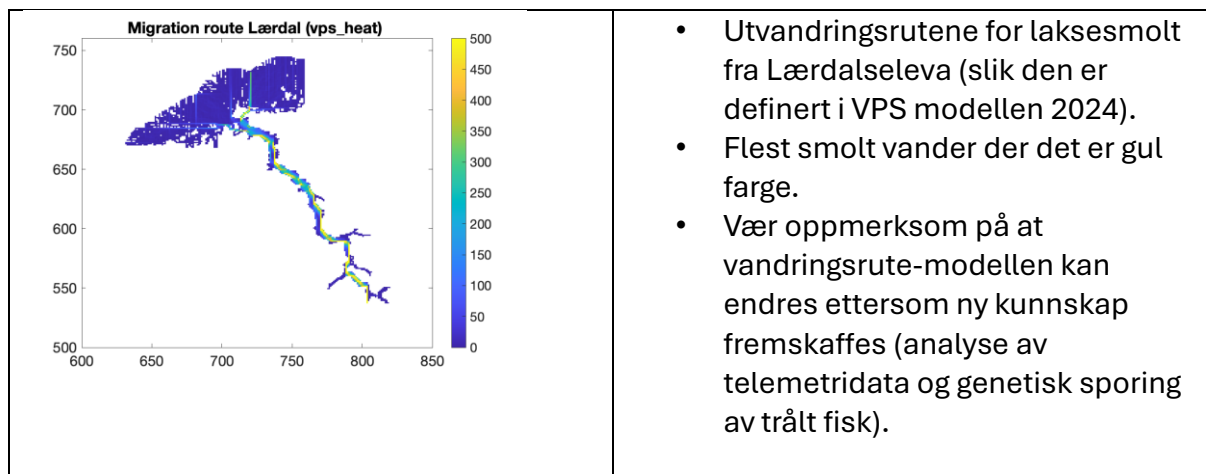 Migration route Lærdal (vps_heat)
750
700
650
600
550
500
600
650
700
750
800
850
500
450
400
350
300
250
200
150
100
50
0
• Utvandringsrutene for laksesmolt
fra Lærdalselva (slik den er
definert i VPS modellen 2024).
• Flest smolt vander der det er gul
farge.
• Vær oppmerksom på at
vandringsrute-modellen kan
endres ettersom ny kunnskap
fremskaffes (analyse av
telemetridata og genetisk sporing
av trålt fisk).